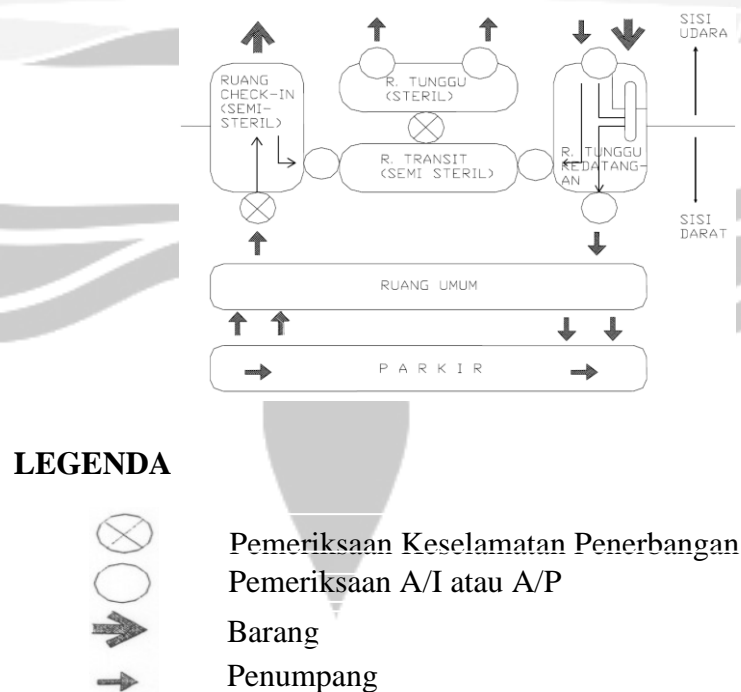 SISI
UDARA
RUANG
CHECK-IN
(SEMI-
STERIL)
R. TUNGGU
(STERIL)
R. TRANSIT
(SEMI STERIL)
R. TUNGGU
KEDATANG-
AN
SISI
DARAT
RUANG UMUM
PARKIR
LEGENDA
Pemeriksaan Keselamatan Penerbangan
Pemeriksaan A/I atau A/P
Barang
Penumpang